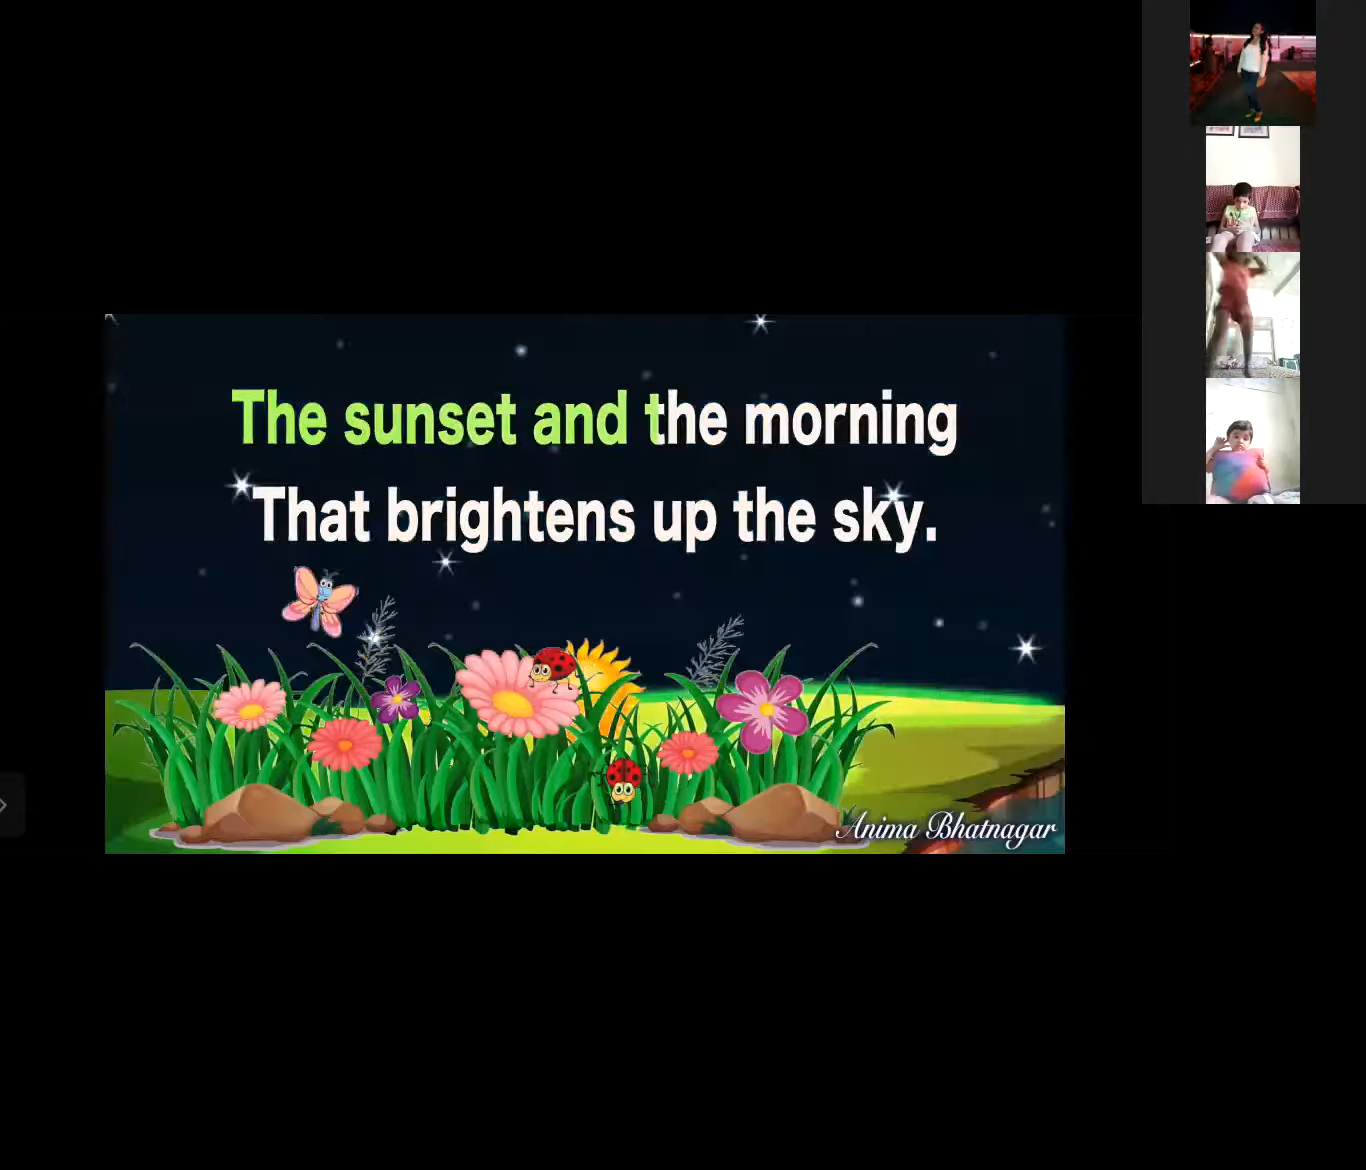 The sunset and the morning
That brightens up the sky.
Anima Bhatnagar